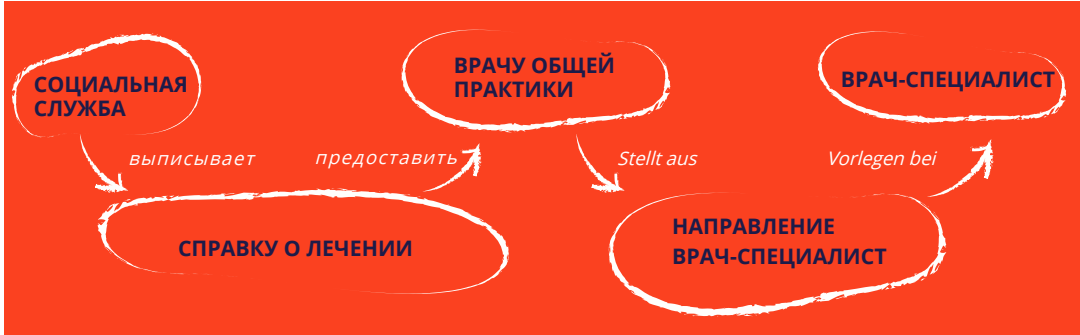 СОЦИАЛЬНАЯ
СЛУЖБА
выписывает
СПРАВКУ О ЛЕЧЕНИИ
предоставить
ВРАЧУ ОБЩЕЙ
ПРАКТИКИ
Stellt aus
НАПРАВЛЕНИЕ
ВРАЧ-СПЕЦИАЛИСТ
Vorlegen bei
ВРАЧ-СПЕЦИАЛИСТ